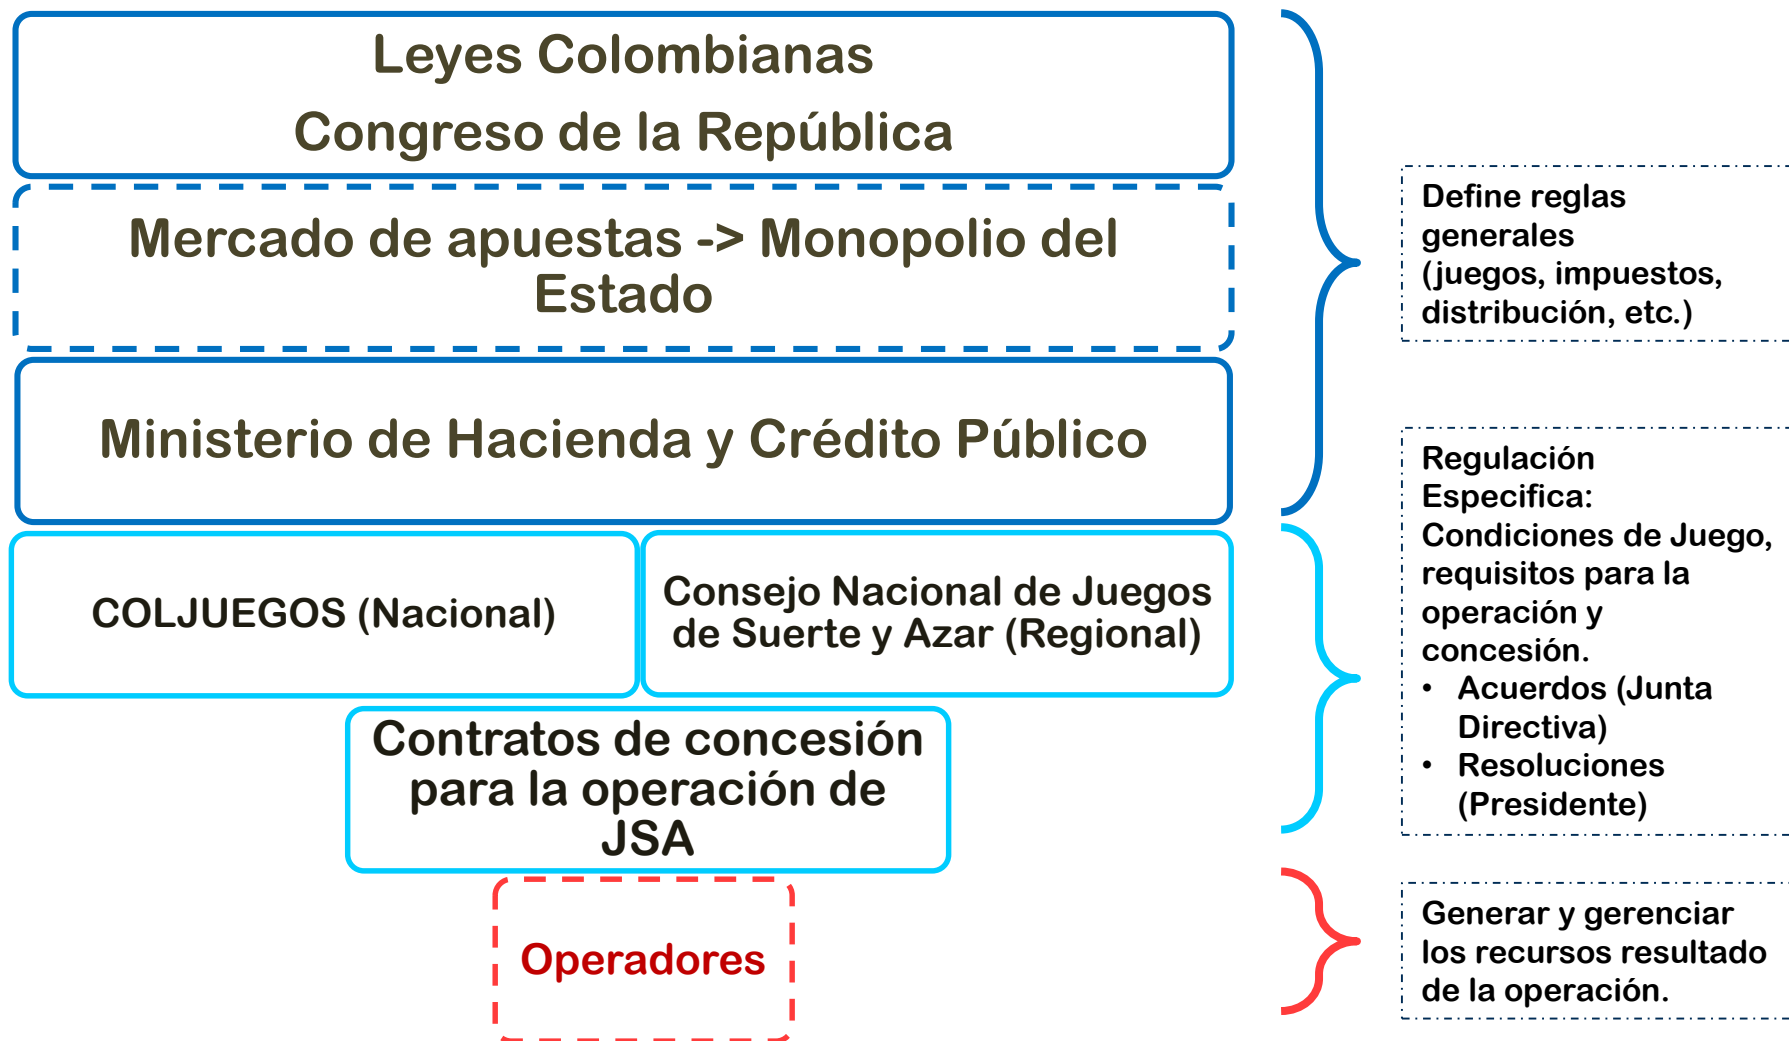 Leyes Colombianas
Congreso de la República
Mercado de apuestas -> Monopolio del
Estado
Ministerio de Hacienda y Crédito Público
COLJUEGOS (Nacional)
Consejo Nacional de Juegos
de Suerte y Azar (Regional)
Contratos de concesión
para la operación de
JSA
Operadores
Define reglas
generales
(juegos, impuestos,
distribución, etc.)
Regulación
Especifica:
Condiciones de Juego,
requisitos para la
operación y
concesión.
• Acuerdos (Junta
Directiva)
• Resoluciones
(Presidente)
Generar y gerenciar
los recursos resultado
de la operación.